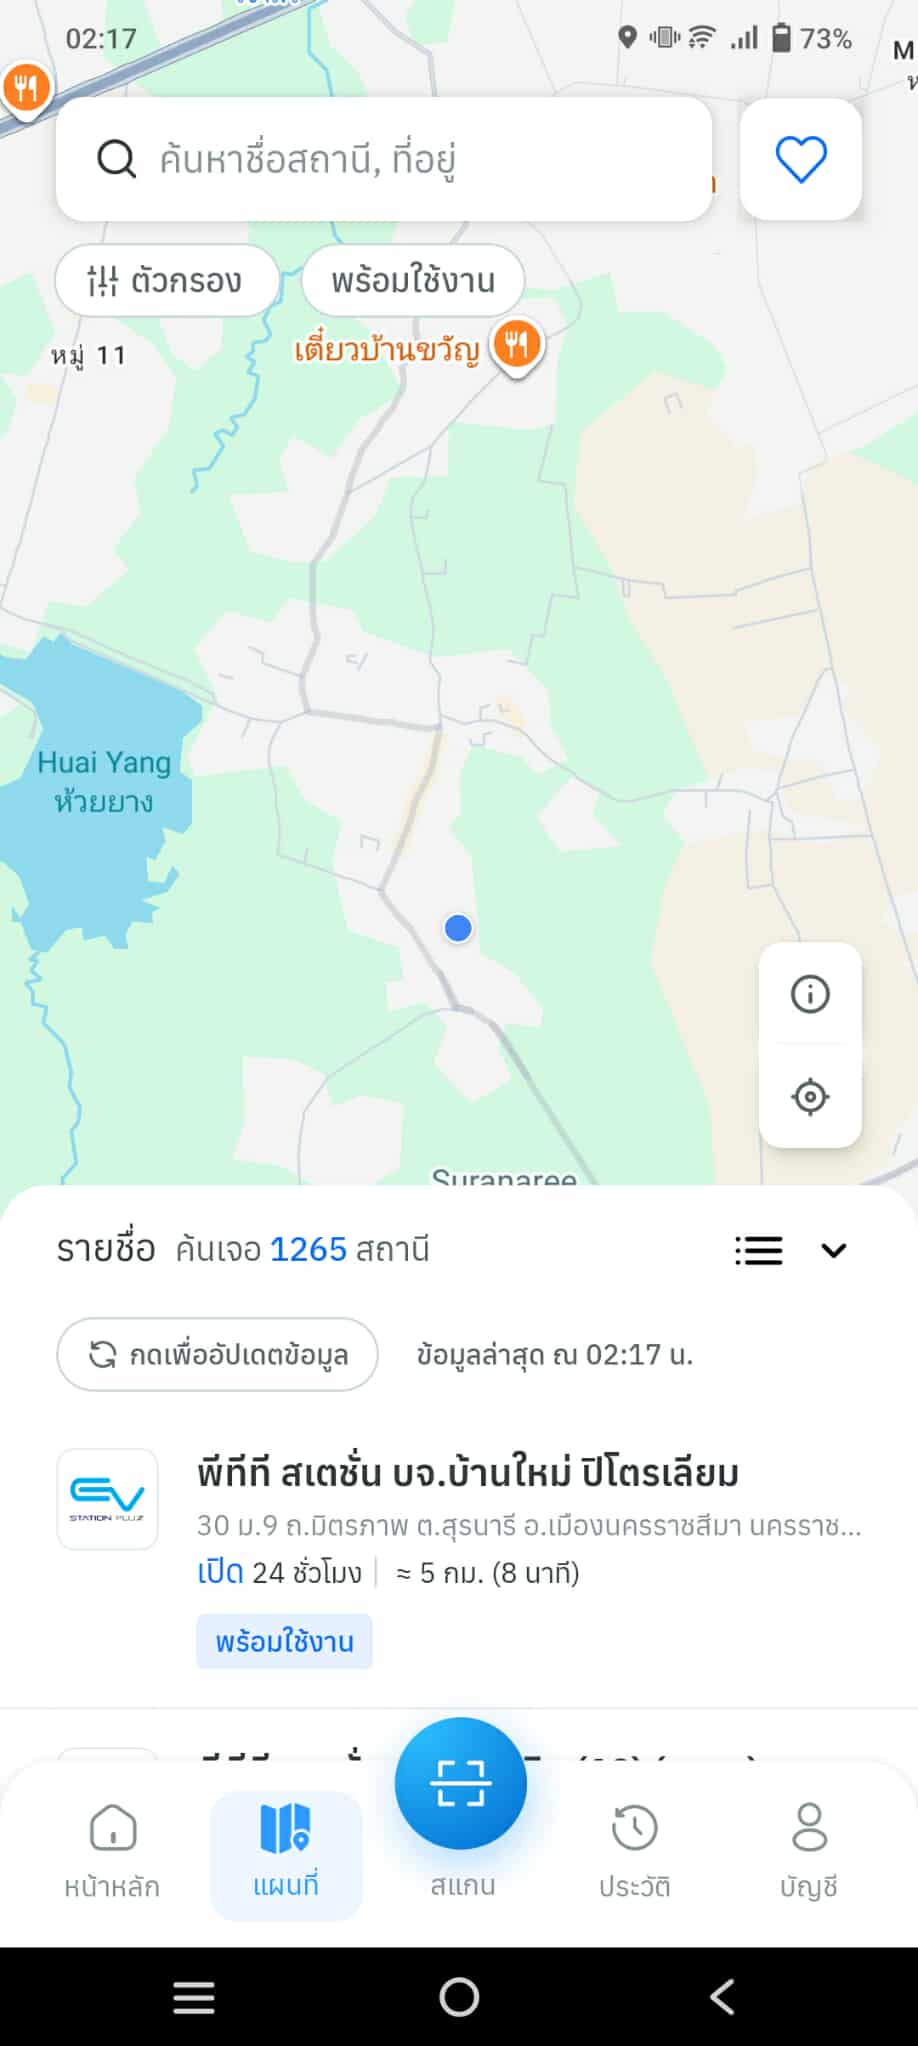 02:17
73%
M
ค้นหาชื่อสถานี, ที่อยู่
ตัวกรอง
พร้อมใช้งาน
หมู่ 11
เตี๋ยวบ้านขวัญ
Huai Yang
ห้วยยาง
Suranaree
รายชื่อ ค้นเจอ 1265 สถานี
กดเพื่ออัปเดตข้อมูล
ข้อมูลล่าสุด ณ 02:17 น.
EV
STATION PLUZ
พีทีที สเตชั่น บจ.บ้านใหม่ ปิโตรเลียม
30 ม.9 ถ.มิตรภาพ ต.สุรนารี อ.เมืองนครราชสีมา นครราช...
เปิด 24 ชั่วโมง ≈ 5 กม. (8 นาที)
พร้อมใช้งาน
หน้าหลัก
แผนที่
สแกน
ประวัติ
บัญชี